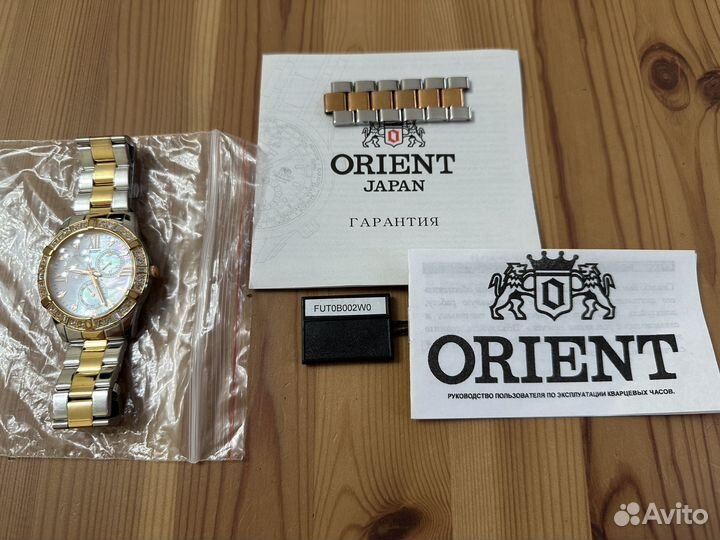 ORIENT
JAPAN
ГАРАНТИЯ
FUT0B002W0
ORIENT
РУКОВОДСТВО ПОЛЬЗОВАТЕЛЯ ПО ЭКСПЛУАТАЦИИ КВАРЦЕВЫХ ЧАСОВ.
Avito